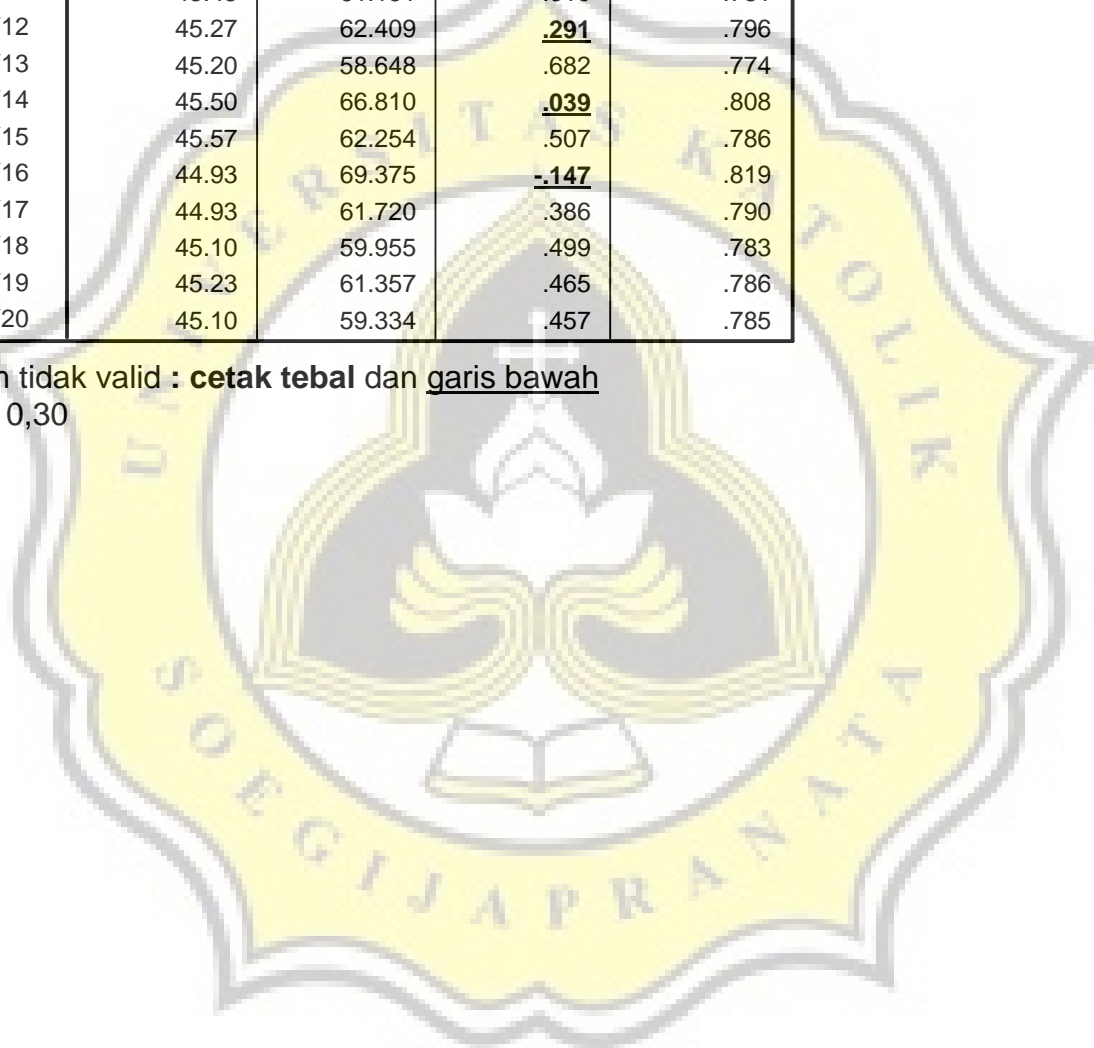 12 45.27 62.409 .291 .796
13 45.20 58.648 .682 .774
14 45.50 66.810 .039 .808
15 45.57 62.254 .507 .786
16 44.93 69.375 -.147 .819
17 44.93 61.720 .386 .790
18 45.10 59.955 .499 .783
19 45.23 61.357 .465 .786
20 45.10 59.334 .457 .785
tidak valid : cetak tebal dan garis bawah
0,30
UNIVERSITAS KATOLIK
SOEGIJAPRANATA